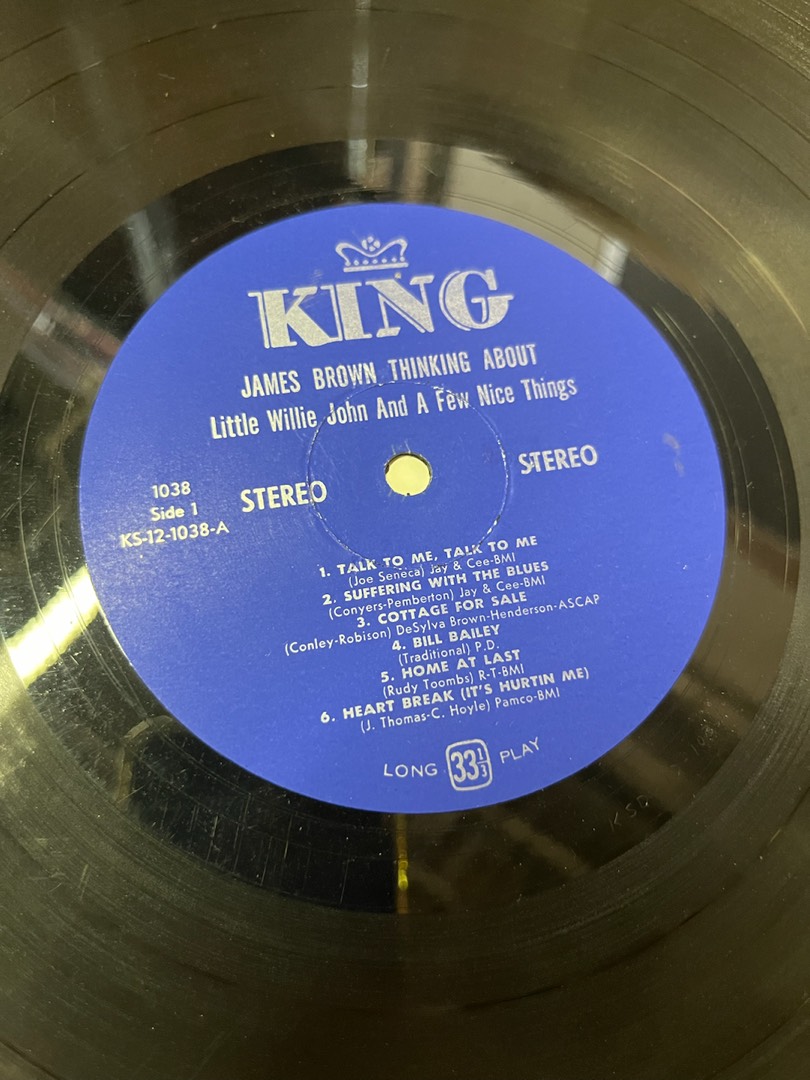 KING
JAMES BROWN THINKING ABOUT
Little Willie John And A Few Nice Things
1038
Side 1
KS-12-1038-A
STEREO
STEREO
1. TALK TO ME, TALK TO ME
(Joe Seneca) Jay & Cee-BMI
2. SUFFERING WITH THE BLUES
(Conyers-Pemberton) Jay & Cee-BMI
3. COTTAGE FOR SALE
(Conley-Robison) DeSylva Brown-Henderson-ASCAP
4. BILL BAILEY
(Traditional) P.D.
5. HOME AT LAST
(Rudy Toombs) R-T-BMI
6. HEART BREAK (IT'S HURTIN ME)
(J. Thomas-C. Hoyle) Pamco-BMI
LONG 33 1/3 PLAY